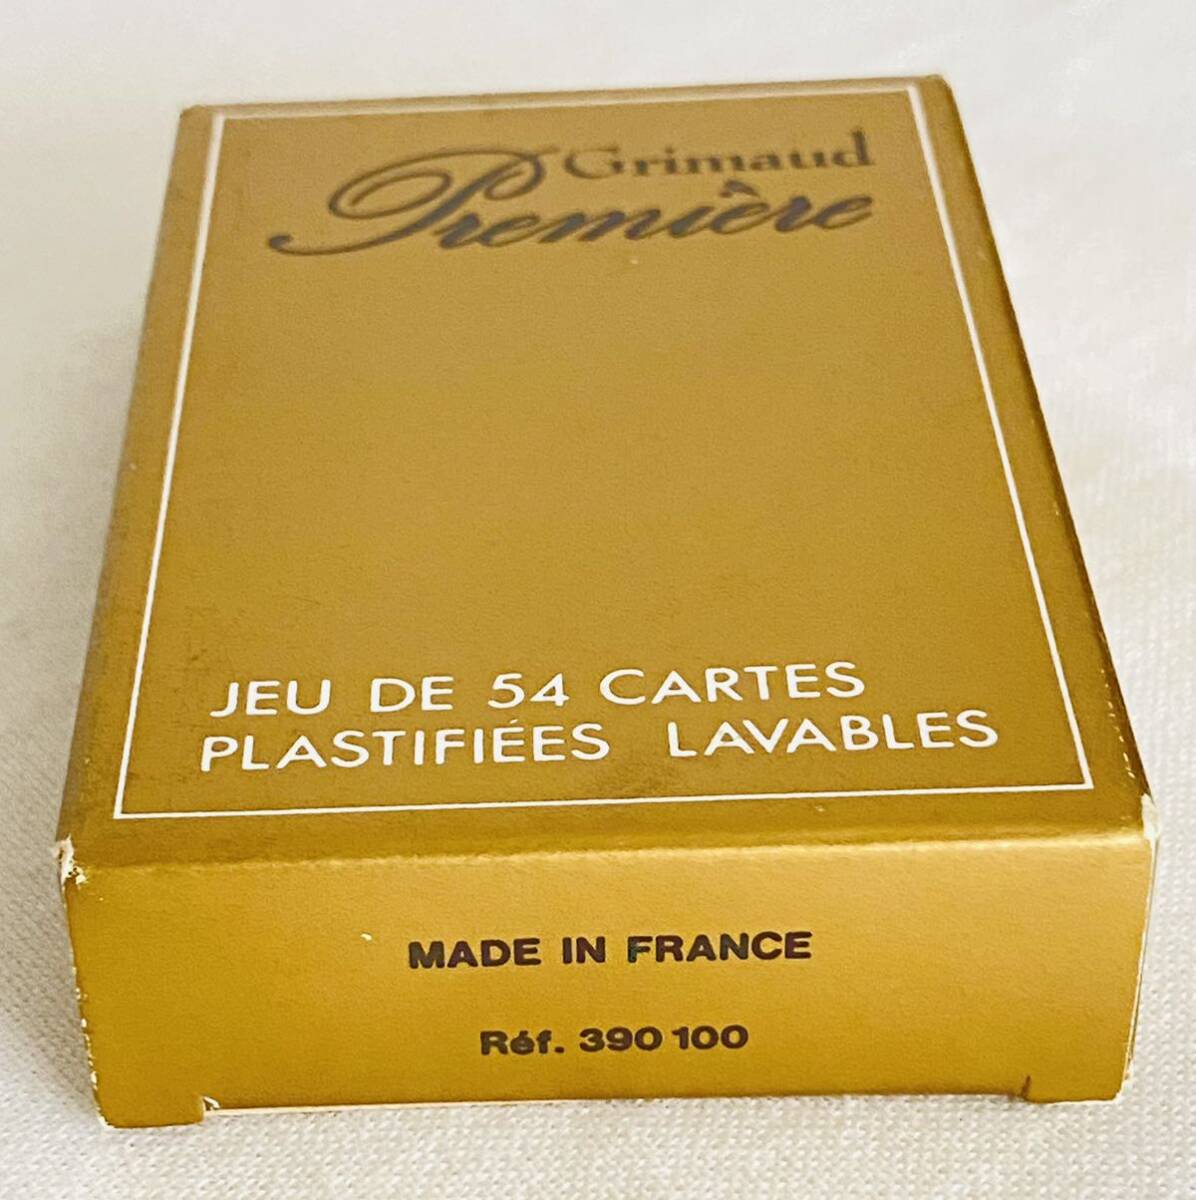 Grimaud
Première
JEU DE 54 CARTES
PLASTIFIÉES LAVABLES
MADE IN FRANCE
Réf. 390 100